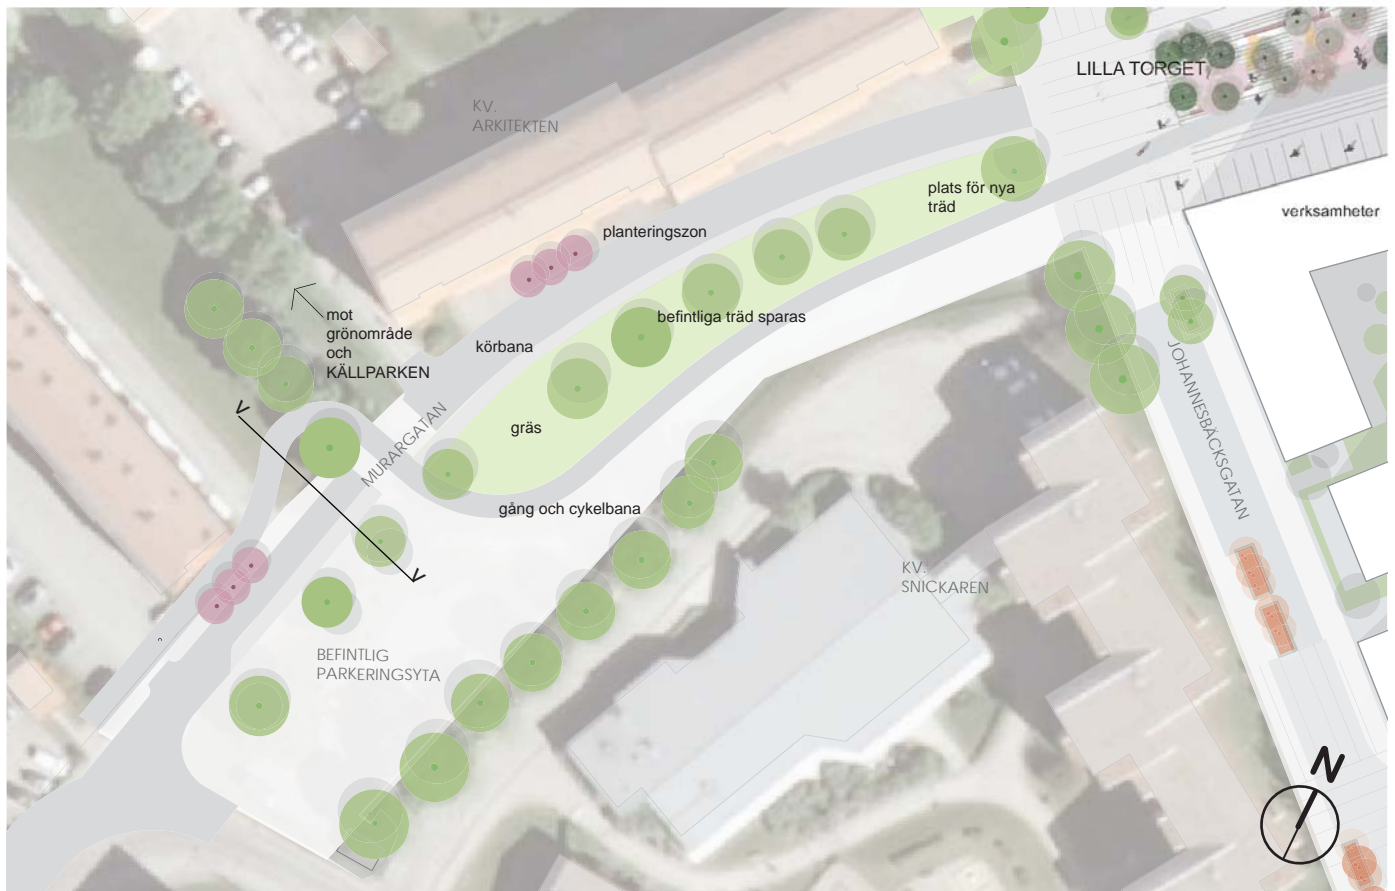 LILLA TORGET
KV.
ARKITEKTEN
plats för nya
träd
verksamheter
planteringszon
mot
grönområde
och
KÄLLPARKEN
befintliga träd sparas
körbana
JOHANNESBÄCKSGATAN
V
MURARGATAN
gräs
gång och cykelbana
V
KV.
SNICKAREN
BEFINTLIG
PARKERINGSYTA
N